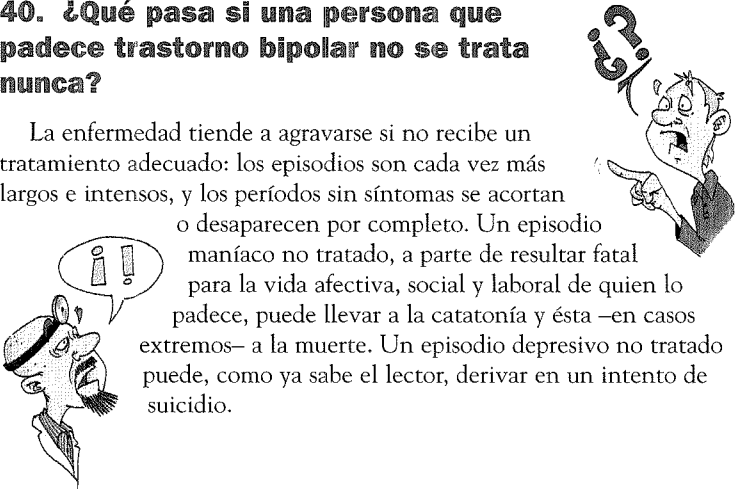 40. ¿Qué pasa si una persona que
padece trastorno bipolar no se trata
nunca?
¿?
La enfermedad tiende a agravarse si no recibe un
tratamiento adecuado: los episodios son cada vez más
largos e intensos, y los períodos sin síntomas se acortan
o desaparecen por completo. Un episodio
maníaco no tratado, a parte de resultar fatal
para la vida afectiva, social y laboral de quien lo
padece, puede llevar a la catatonía y ésta –en casos
extremos– a la muerte. Un episodio depresivo no tratado
puede, como ya sabe el lector, derivar en un intento de
suicidio.
¡!